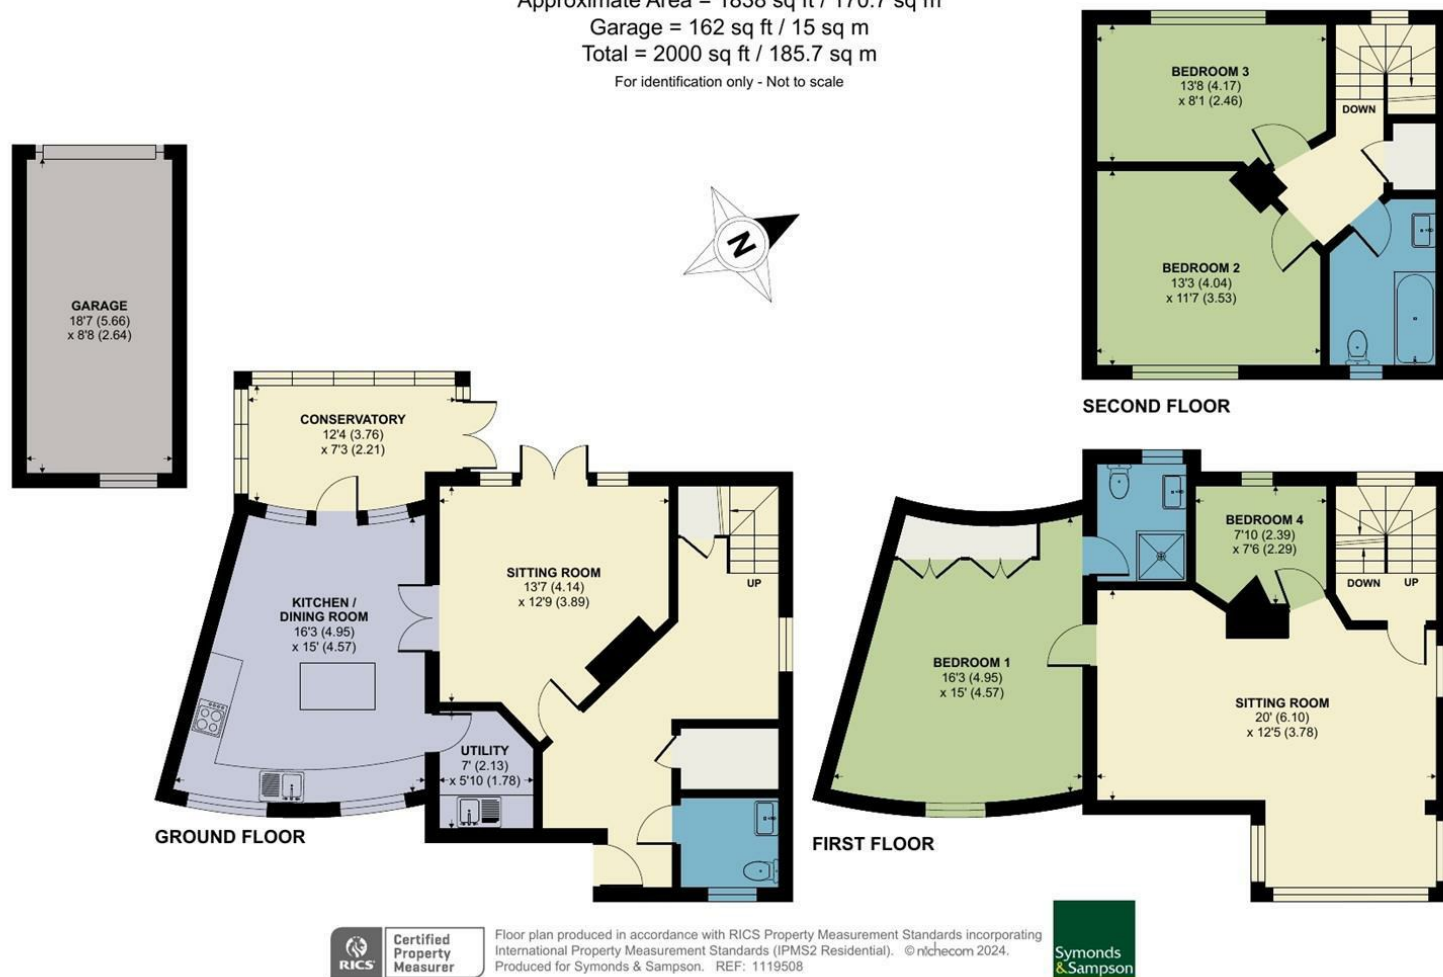 Approximate Area = 1838 sq ft / 170.7 sq m
Garage = 162 sq ft / 15 sq m
Total = 2000 sq ft / 185.7 sq m
For identification only - Not to scale
BEDROOM 3
13'8 (4.17)
x 8'1 (2.46)
DOWN
BEDROOM 2
13'3 (4.04)
x 11'7 (3.53)
SECOND FLOOR
N
GARAGE
18'7 (5.66)
x 8'8 (2.64)
CONSERVATORY
12'4 (3.76)
x 7'3 (2.21)
SITTING ROOM
13'7 (4.14)
x 12'9 (3.89)
UP
KITCHEN /
DINING ROOM
16'3 (4.95)
x 15' (4.57)
UTILITY
7' (2.13)
x 5'10 (1.78)
GROUND FLOOR
BEDROOM 4
7'10 (2.39)
x 7'6 (2.29)
DOWN
UP
BEDROOM 1
16'3 (4.95)
x 15' (4.57)
SITTING ROOM
20' (6.10)
x 12'5 (3.78)
FIRST FLOOR
RICS
Certified
Property
Measurer
Floor plan produced in accordance with RICS Property Measurement Standards incorporating
International Property Measurement Standards (IPMS2 Residential). © nichecom 2024.
Produced for Symonds & Sampson. REF: 1119508
Symonds
&Sampson